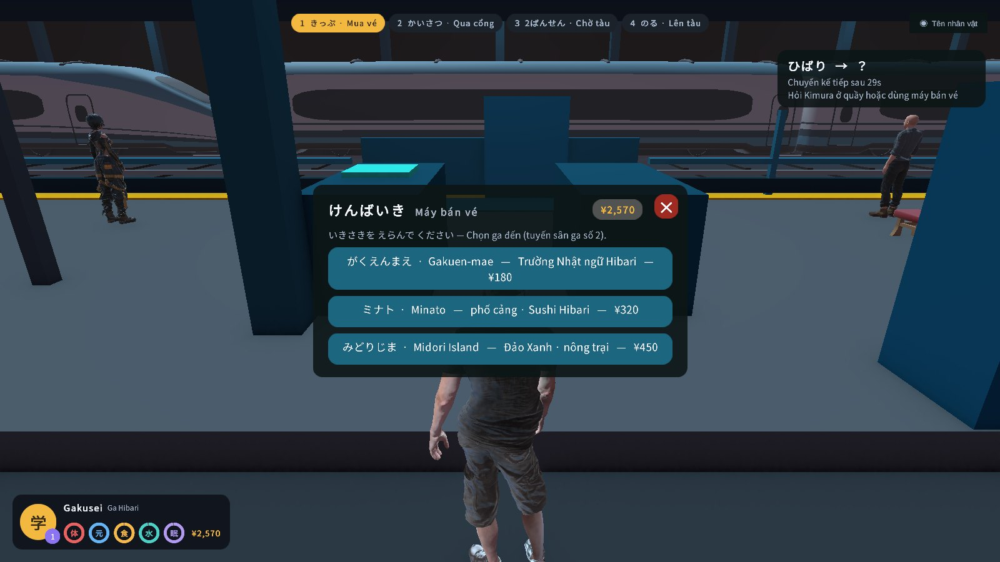 1 きっぷ · Mua vé
2 かいさつ · Qua cổng
3 2ばんせん · Chờ tàu
4 のる · Lên tàu
◉ Tên nhân vật
ひばり → ？
Chuyến kế tiếp sau 29s
Hỏi Kimura ở quầy hoặc dùng máy bán vé
けんばいき Máy bán vé
¥2,570
いきさきを えらんで ください — Chọn ga đến (tuyến sân ga số 2).
がくえんまえ · Gakuen-mae — Trường Nhật ngữ Hibari —
¥180
ミナト · Minato — phố cảng · Sushi Hibari — ¥320
みどりじま · Midori Island — Đảo Xanh · nông trại — ¥450
学
1
Gakusei Ga Hibari
体 元 食 水 眠 ¥2,570